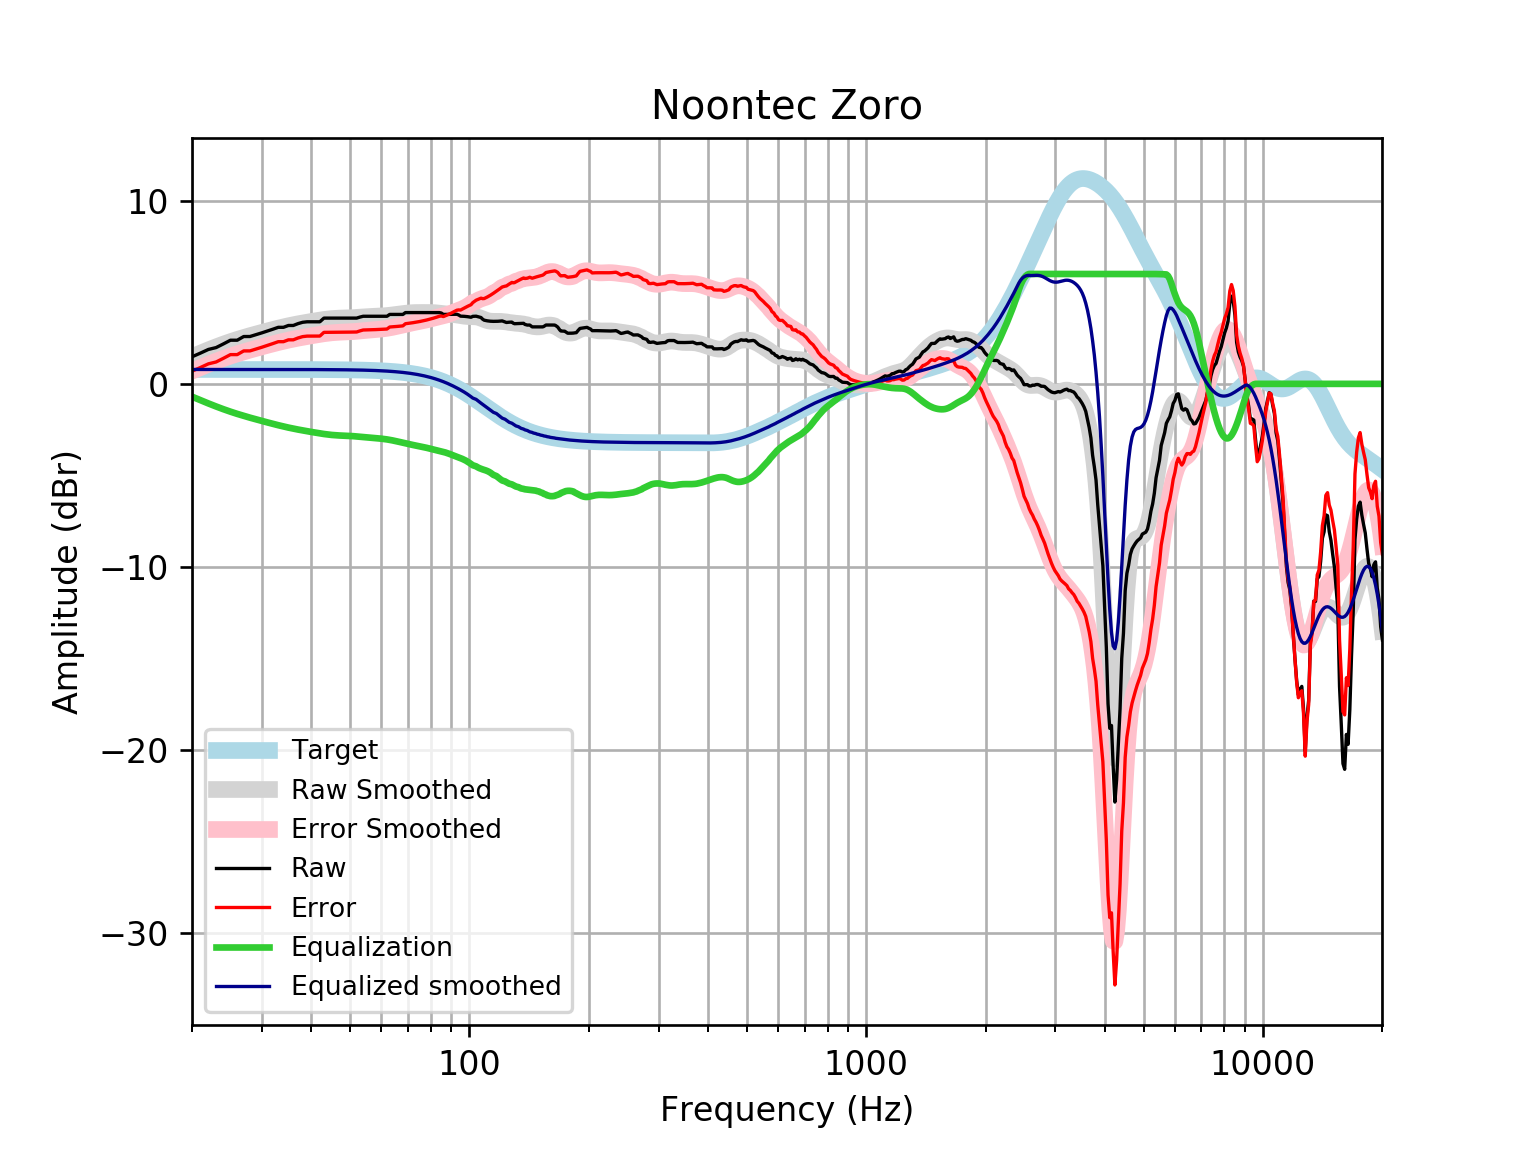 Noontec Zoro
10
0
−10
−20
−30
Amplitude (dBr)
Target
Raw Smoothed
Error Smoothed
Raw
Error
Equalization
Equalized smoothed
100 1000 10000
Frequency (Hz)